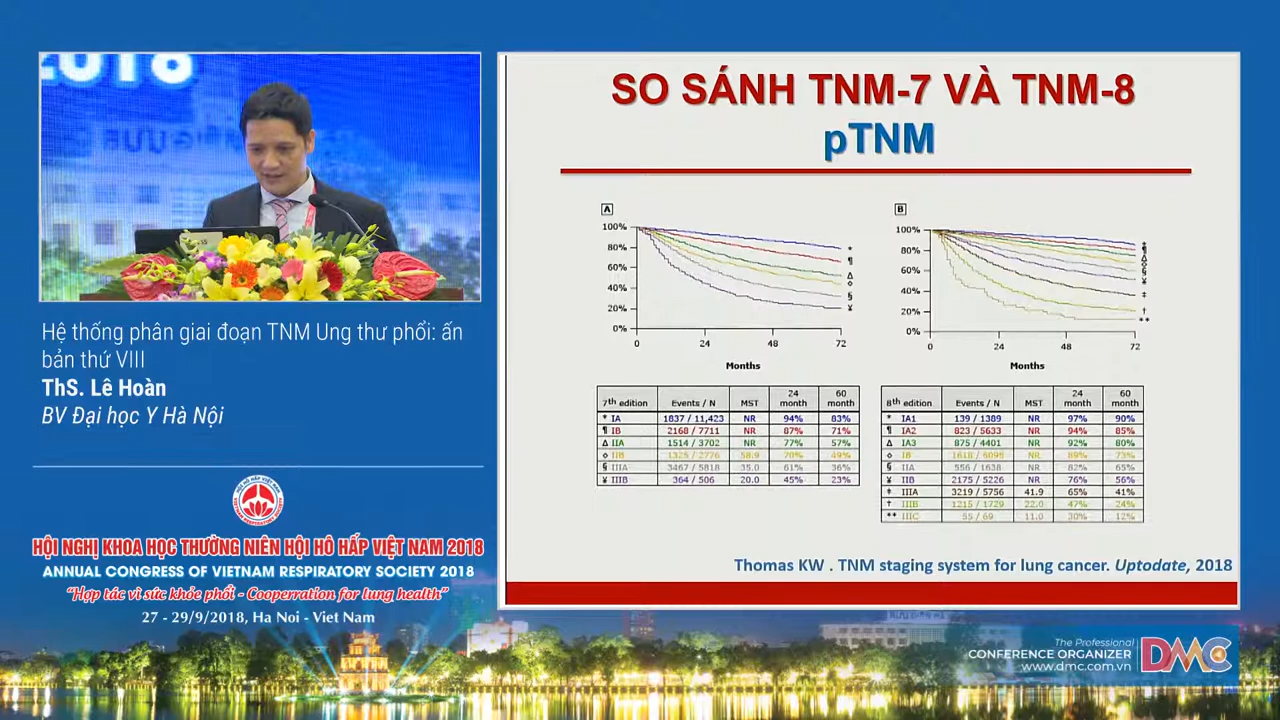 2018
Hệ thống phân giai đoạn TNM Ung thư phổi: ấn
bản thứ VIII
ThS. Lê Hoàn
BV Đại học Y Hà Nội
HỘI NGHỊ KHOA HỌC THƯỜNG NIÊN HỘI HÔ HẤP VIỆT NAM 2018
ANNUAL CONGRESS OF VIETNAM RESPIRATORY SOCIETY 2018
“Hợp tác vì sức khỏe phổi - Cooperration for lung health”
27 - 29/9/2018, Ha Noi - Viet Nam
SO SÁNH TNM-7 VÀ TNM-8
pTNM
A
100%
80%
60%
40%
20%
0%
0 24 48 72
Months
* ¶ Δ ◇ § ¥
B
100%
80%
60%
40%
20%
0%
0 24 48 72
Months
* ¶ Δ ◇ § ¥ ‡ † **
7th edition Events / N MST 24 month 60 month
* IA 1837 / 11,423 NR 94% 83%
¶ IB 2168 / 7711 NR 87% 71%
Δ IIA 1514 / 3702 NR 77% 57%
◇ IIB 1325 / 2776 58.9 70% 49%
§ IIIA 3467 / 5818 35.0 61% 36%
¥ IIIB 364 / 506 20.0 45% 23%
8th edition Events / N MST 24 month 60 month
* IA1 139 / 1389 NR 97% 90%
¶ IA2 823 / 5633 NR 94% 85%
Δ IA3 875 / 4401 NR 92% 80%
◇ IB 1618 / 6095 NR 89% 73%
§ IIA 556 / 1638 NR 82% 65%
¥ IIB 2175 / 5226 NR 76% 56%
‡ IIIA 3219 / 5756 41.9 65% 41%
† IIIB 1215 / 1729 22.0 47% 24%
** IIIC 55 / 69 11.0 30% 12%
Thomas KW . TNM staging system for lung cancer. Uptodate, 2018
The Professional
CONFERENCE ORGANIZER
www.dmc.com.vn
DMC